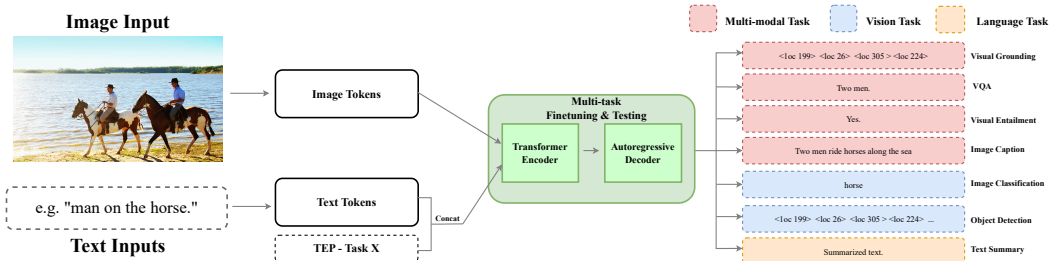 Image Input
e.g. "man on the horse."
Text Inputs
Image Tokens
Text Tokens
TEP - Task X
Concat
Multi-task
Finetuning & Testing
Transformer
Encoder
Autoregressive
Decoder
Multi-modal Task
Vision Task
Language Task
<1oc 199> <loc 26> <loc 305 > <loc 224>
Visual Grounding
Two men.
VQA
Yes.
Visual Entailment
Two men ride horses along the sea
Image Caption
horse
Image Classification
<1oc 199> <loc 26> <loc 305 > <loc 224> ...
Object Detection
Summarized text.
Text Summary